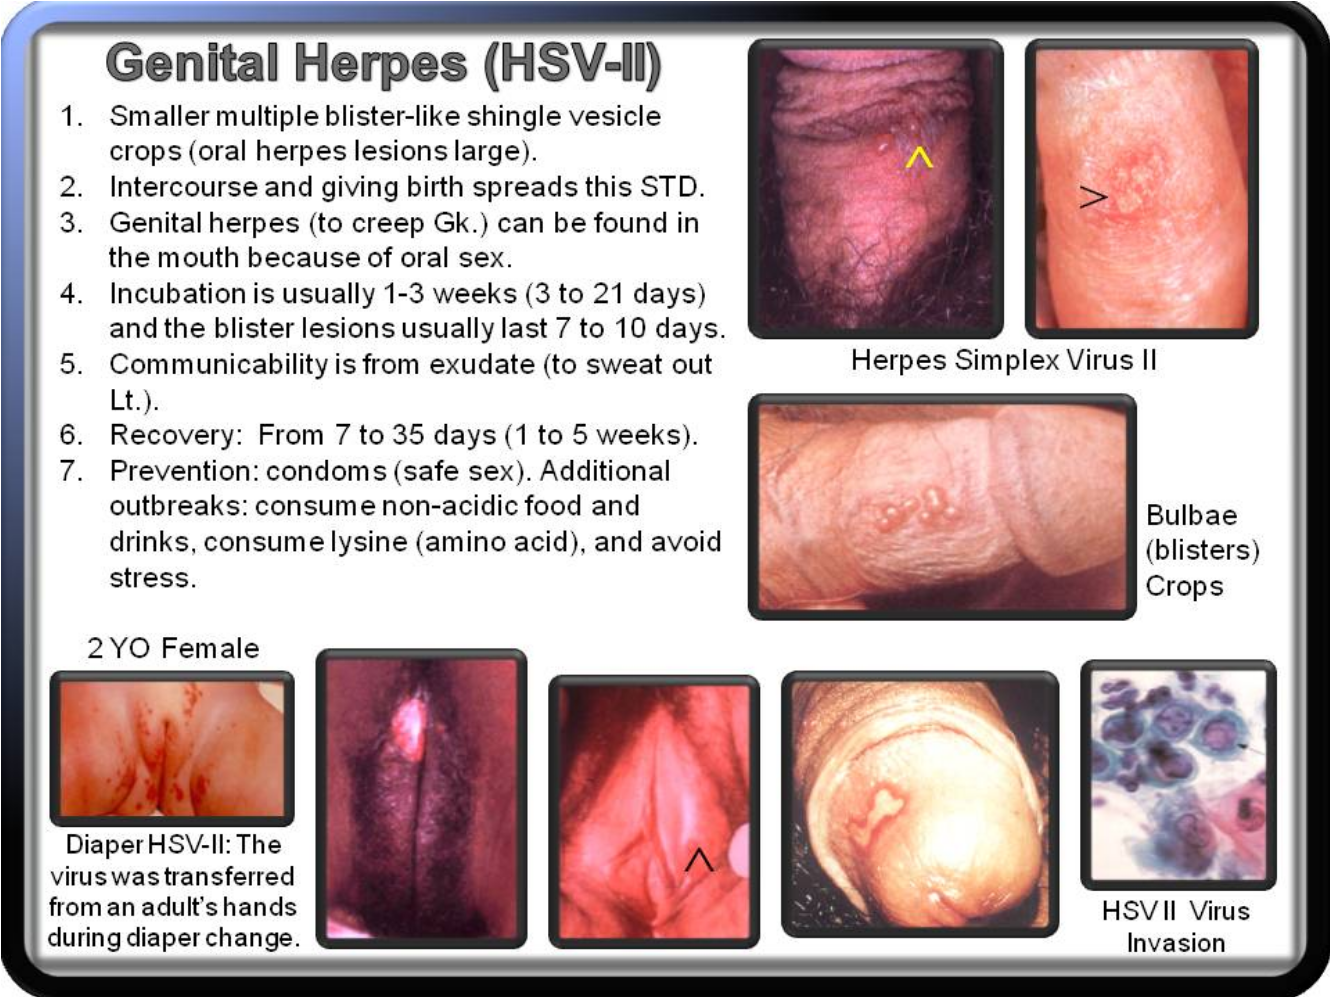 Genital Herpes (HSV-II)
1. Smaller multiple blister-like shingle vesicle
crops (oral herpes lesions large).
2. Intercourse and giving birth spreads this STD.
3. Genital herpes (to creep Gk.) can be found in
the mouth because of oral sex.
4. Incubation is usually 1-3 weeks (3 to 21 days)
and the blister lesions usually last 7 to 10 days.
5. Communicability is from exudate (to sweat out
Lt.).
6. Recovery: From 7 to 35 days (1 to 5 weeks).
7. Prevention: condoms (safe sex). Additional
outbreaks: consume non-acidic food and
drinks, consume lysine (amino acid), and avoid
stress.
Herpes Simplex Virus II
Bulbae
(blisters)
Crops
2 YO Female
Diaper HSV-II: The
virus was transferred
from an adult's hands
during diaper change.
HSV II Virus
Invasion